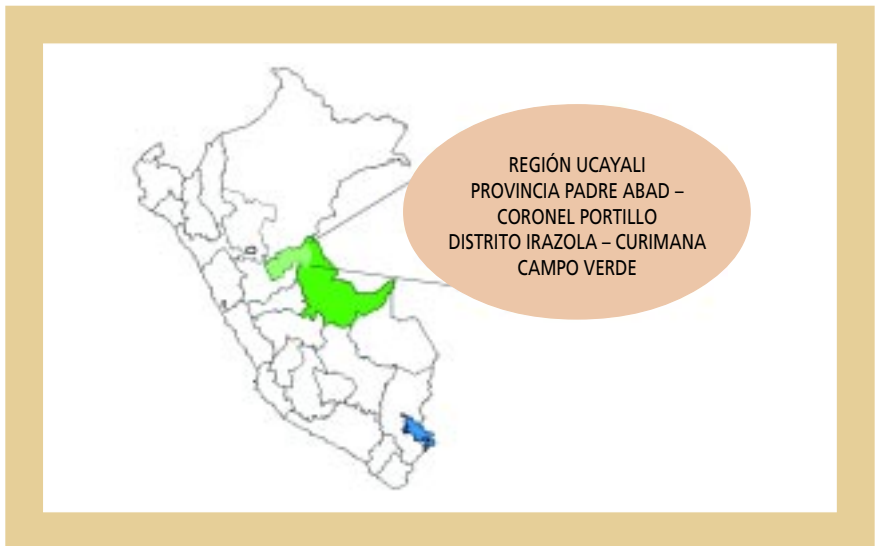 REGIÓN UCAYALI
PROVINCIA PADRE ABAD –
CORONEL PORTILLO
DISTRITO IRAZOLA – CURIMANA
CAMPO VERDE